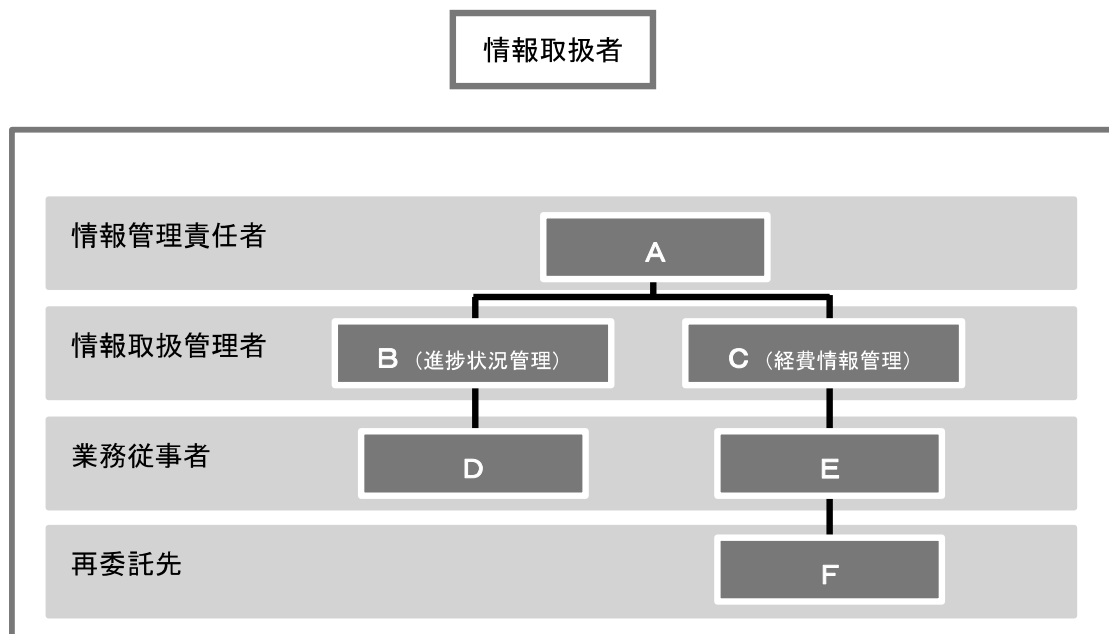 情報取扱者
情報管理責任者
A
情報取扱管理者
B（進捗状況管理）
C（経費情報管理）
業務従事者
D
E
再委託先
F